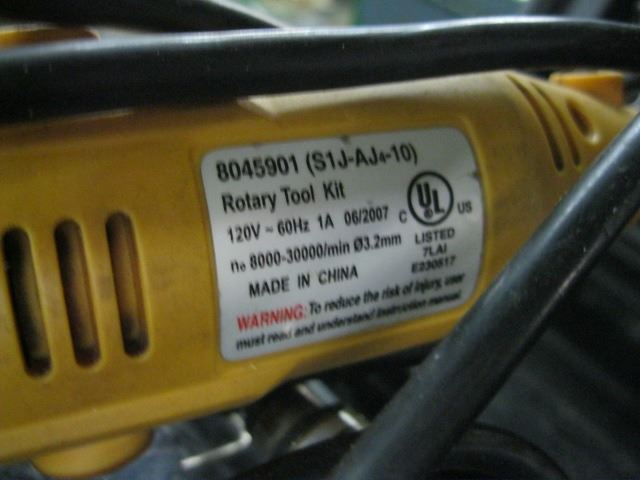 8045901 (S1J-AJ4-10)
Rotary Tool Kit
120V ~ 60Hz 1A 06/2007
C UL US
LISTED
7LAI
E230517
no 8000-30000/min Ø3.2mm
MADE IN CHINA
WARNING: To reduce the risk of injury, user
must read and understand instruction manual